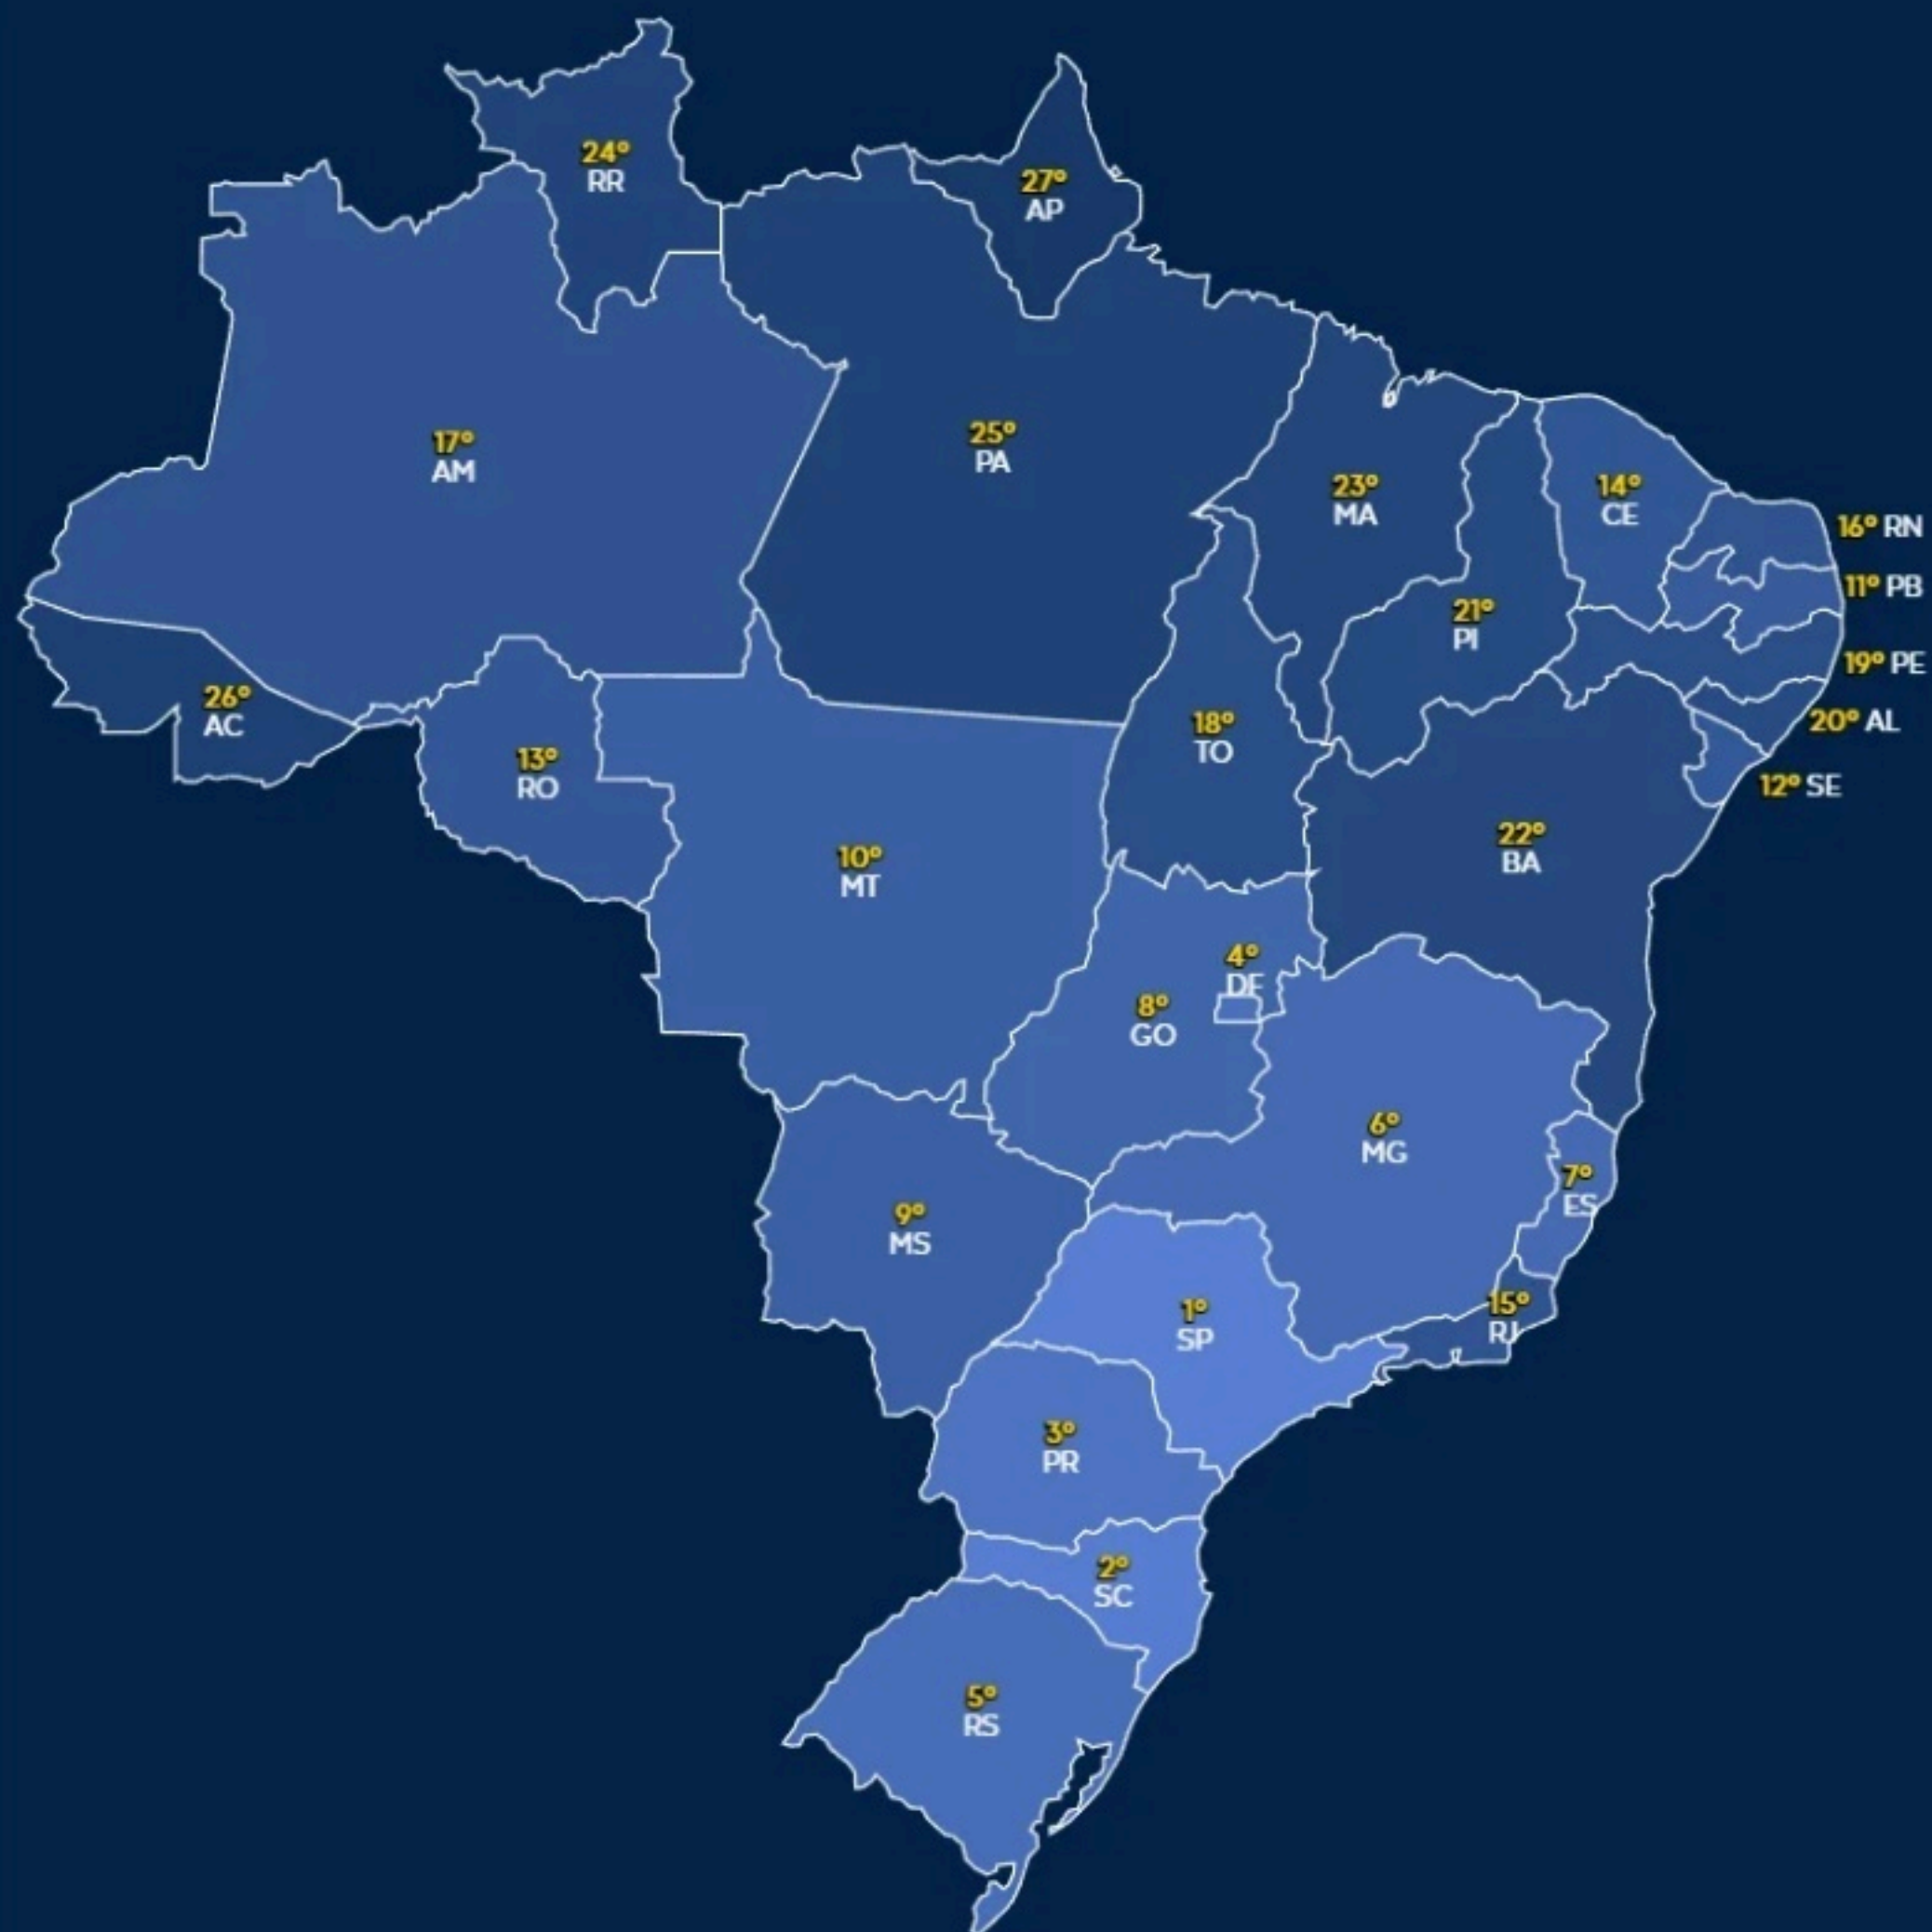 24º
RR
27º
AP
17º
AM
25º
PA
23º
MA
14º
CE
16º RN
11º PB
21º
PI
19º PE
26º
AC
18º
TO
20º AL
13º
RO
12º SE
10º
MT
22º
BA
4º
DF
8º
GO
6º
MG
7º
ES
9º
MS
1º
SP
15º
RJ
3º
PR
2º
SC
5º
RS